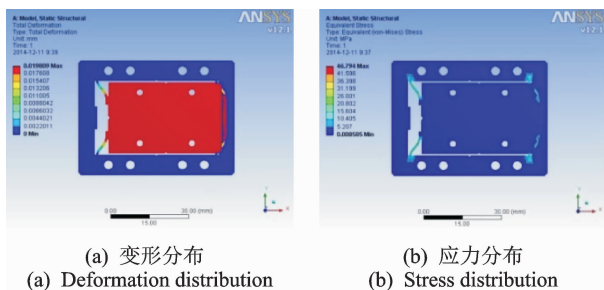 A: Model, Static Structural
Total Deformation
Type: Total Deformation
Unit: mm
Time: 1
2014-12-11 9:36
0.019809 Max
0.017608
0.015407
0.013206
0.011005
0.0088042
0.0066032
0.0044021
0.0022011
0 Min
ANSYS
v12.1
0.00
30.00 (mm)
15.00
Y
X
A: Model, Static Structural
Equivalent Stress
Type: Equivalent (von-Mises) Stress
Unit: MPa
Time: 1
2014-12-11 9:37
46.794 Max
41.596
36.398
31.199
26.001
20.802
15.604
10.405
5.207
0.008505 Min
ANSYS
v12.1
0.00
30.00 (mm)
15.00
Y
X
(a) 变形分布
(a) Deformation distribution
(b) 应力分布
(b) Stress distribution